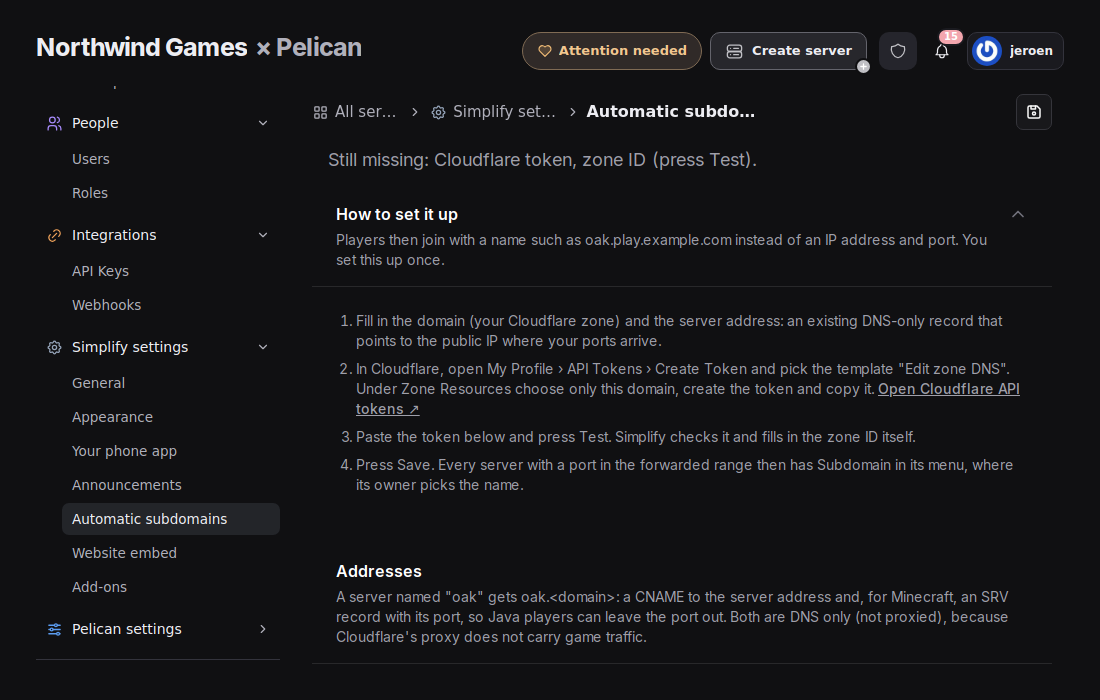 Northwind Games × Pelican
Attention needed
Create server
15
jeroen
People
Users
Roles
Integrations
API Keys
Webhooks
Simplify settings
General
Appearance
Your phone app
Announcements
Automatic subdomains
Website embed
Add-ons
Pelican settings
All ser... > Simplify set... > Automatic subdo...
Still missing: Cloudflare token, zone ID (press Test).
How to set it up
Players then join with a name such as oak.play.example.com instead of an IP address and port. You
set this up once.
1. Fill in the domain (your Cloudflare zone) and the server address: an existing DNS-only record that
points to the public IP where your ports arrive.
2. In Cloudflare, open My Profile › API Tokens › Create Token and pick the template "Edit zone DNS".
Under Zone Resources choose only this domain, create the token and copy it. Open Cloudflare API
tokens ↗
3. Paste the token below and press Test. Simplify checks it and fills in the zone ID itself.
4. Press Save. Every server with a port in the forwarded range then has Subdomain in its menu, where
its owner picks the name.
Addresses
A server named "oak" gets oak.<domain>: a CNAME to the server address and, for Minecraft, an SRV
record with its port, so Java players can leave the port out. Both are DNS only (not proxied), because
Cloudflare's proxy does not carry game traffic.